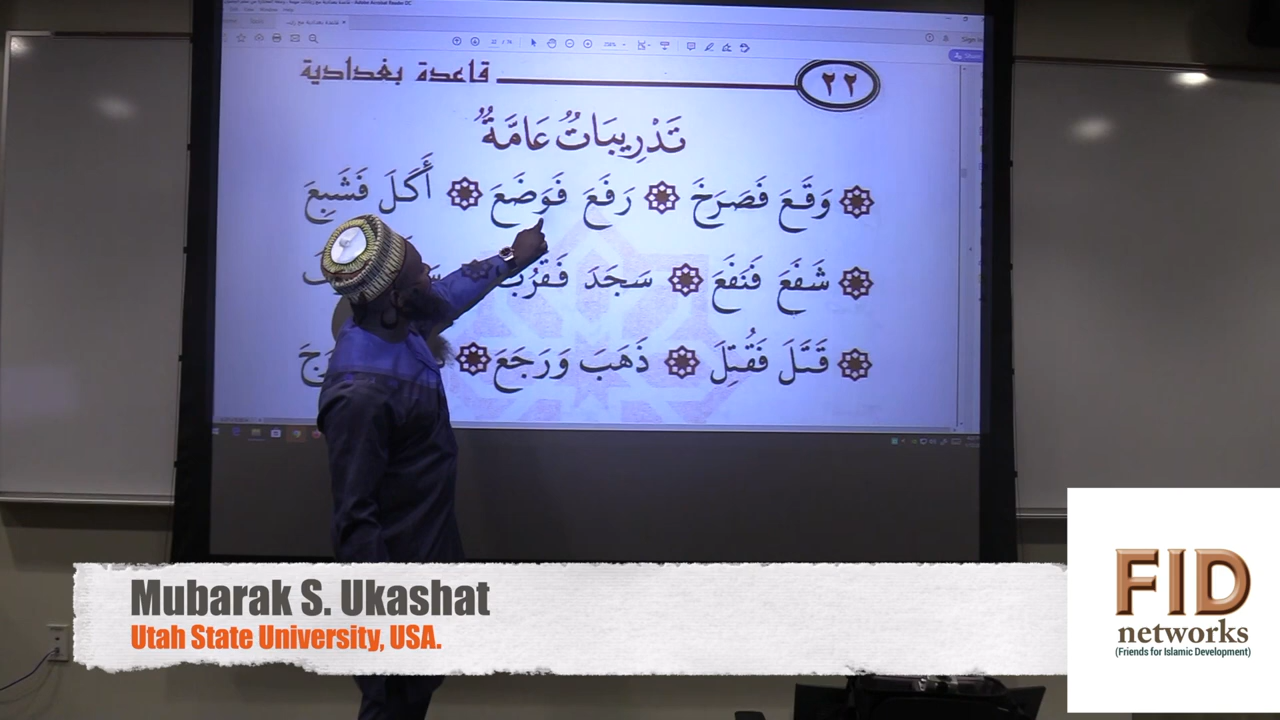 قاعدة بغدادية ٢٢
تَدْرِيبَاتٌ عَامَّةٌ
وَقَعَ فَصَرَخَ رَفَعَ فَوَضَعَ أَكَلَ فَشَبِعَ
شَفَعَ فَنَفَعَ سَجَدَ فَقَرُبَ
قَتَلَ فَقُتِلَ ذَهَبَ وَرَجَعَ
Mubarak S. Ukashat
Utah State University, USA.
FID
networks
(Friends for Islamic Development)